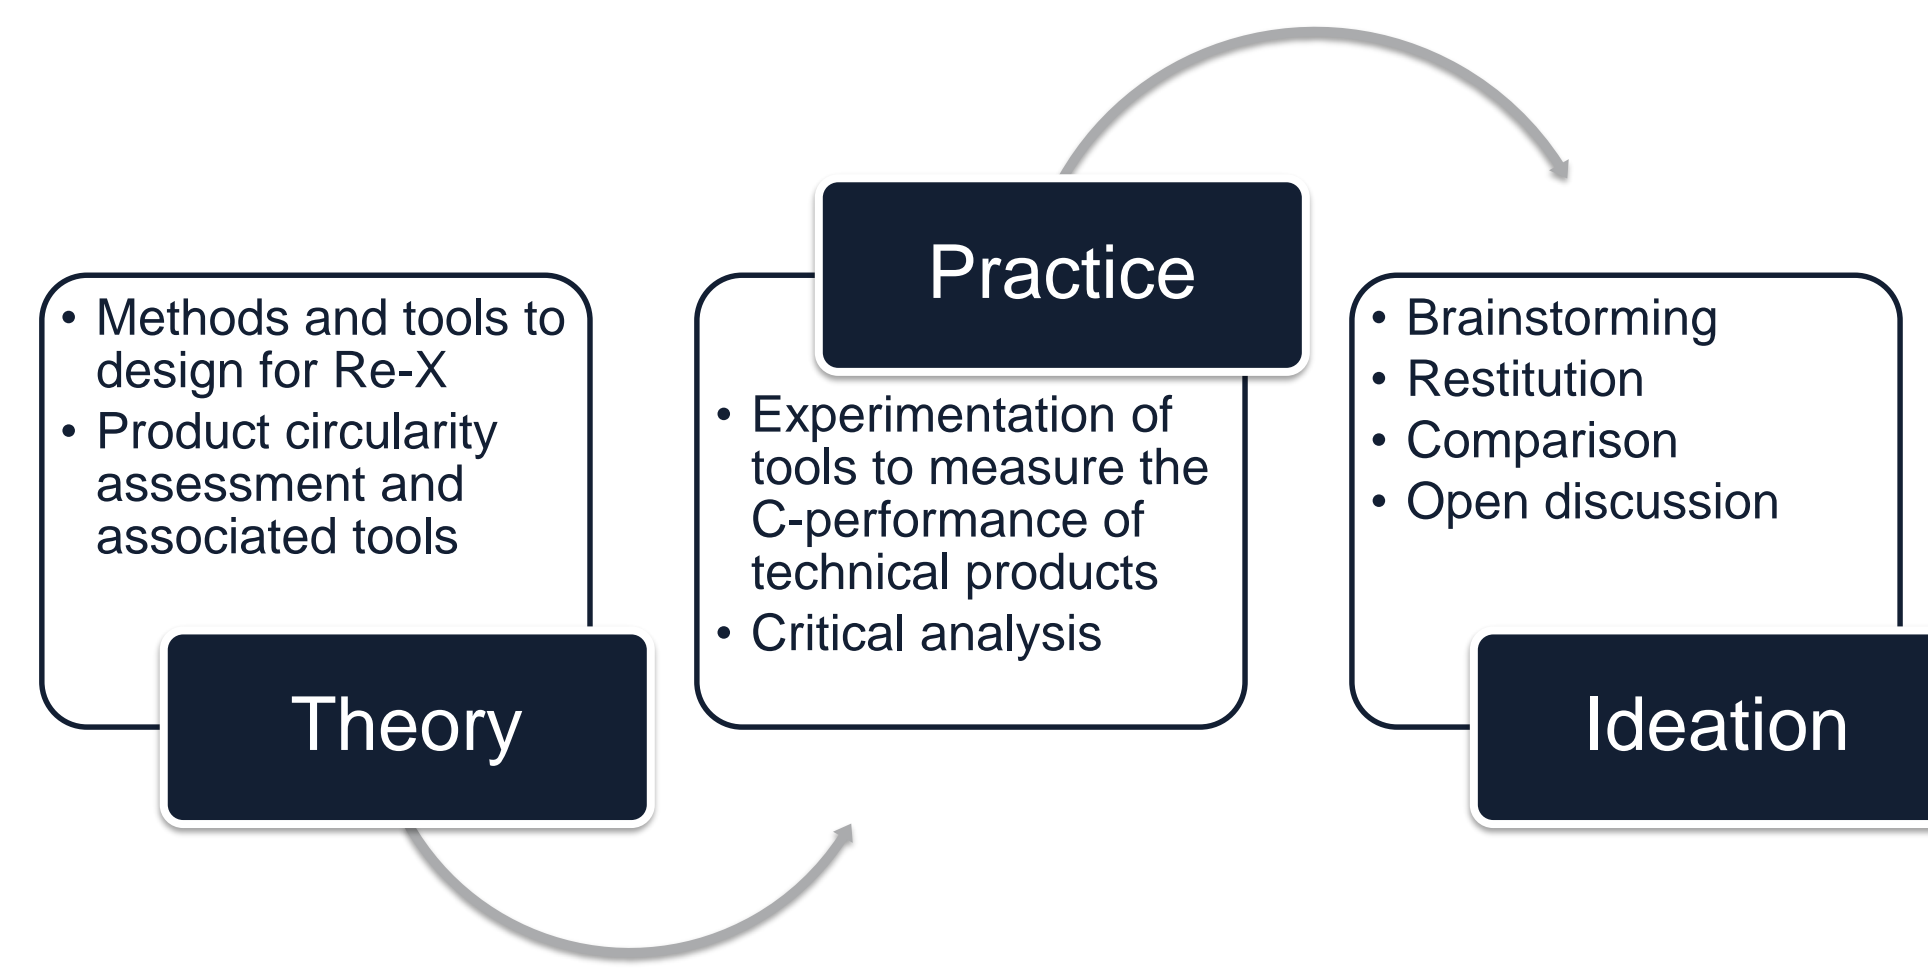 • Methods and tools to
design for Re-X
• Product circularity
assessment and
associated tools
Theory
Practice
• Experimentation of
tools to measure the
C-performance of
technical products
• Critical analysis
• Brainstorming
• Restitution
• Comparison
• Open discussion
Ideation